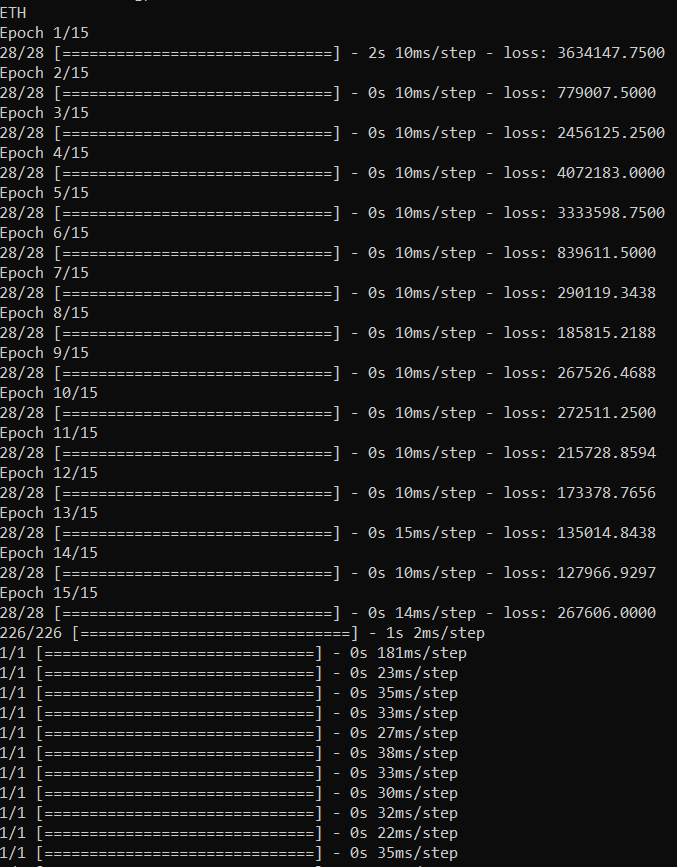 ETH
Epoch 1/15
28/28 [==============================] - 2s 10ms/step - loss: 3634147.7500
Epoch 2/15
28/28 [==============================] - 0s 10ms/step - loss: 779007.5000
Epoch 3/15
28/28 [==============================] - 0s 10ms/step - loss: 2456125.2500
Epoch 4/15
28/28 [==============================] - 0s 10ms/step - loss: 4072183.0000
Epoch 5/15
28/28 [==============================] - 0s 10ms/step - loss: 3333598.7500
Epoch 6/15
28/28 [==============================] - 0s 10ms/step - loss: 839611.5000
Epoch 7/15
28/28 [==============================] - 0s 10ms/step - loss: 290119.3438
Epoch 8/15
28/28 [==============================] - 0s 10ms/step - loss: 185815.2188
Epoch 9/15
28/28 [==============================] - 0s 10ms/step - loss: 267526.4688
Epoch 10/15
28/28 [==============================] - 0s 10ms/step - loss: 272511.2500
Epoch 11/15
28/28 [==============================] - 0s 10ms/step - loss: 215728.8594
Epoch 12/15
28/28 [==============================] - 0s 10ms/step - loss: 173378.7656
Epoch 13/15
28/28 [==============================] - 0s 15ms/step - loss: 135014.8438
Epoch 14/15
28/28 [==============================] - 0s 10ms/step - loss: 127966.9297
Epoch 15/15
28/28 [==============================] - 0s 14ms/step - loss: 267606.0000
226/226 [==============================] - 1s 2ms/step
1/1 [==============================] - 0s 181ms/step
1/1 [==============================] - 0s 23ms/step
1/1 [==============================] - 0s 35ms/step
1/1 [==============================] - 0s 33ms/step
1/1 [==============================] - 0s 27ms/step
1/1 [==============================] - 0s 38ms/step
1/1 [==============================] - 0s 33ms/step
1/1 [==============================] - 0s 30ms/step
1/1 [==============================] - 0s 32ms/step
1/1 [==============================] - 0s 22ms/step
1/1 [==============================] - 0s 35ms/step